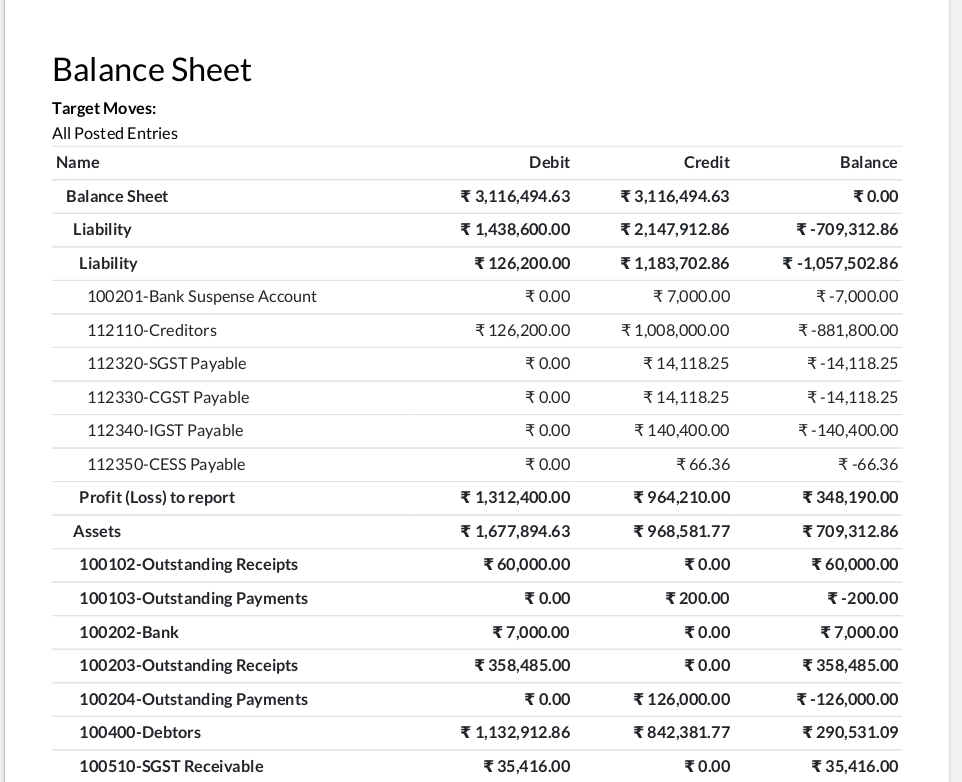 Balance Sheet
Target Moves:
All Posted Entries
Name Debit Credit Balance
Balance Sheet ₹ 3,116,494.63 ₹ 3,116,494.63 ₹ 0.00
Liability ₹ 1,438,600.00 ₹ 2,147,912.86 ₹ -709,312.86
Liability ₹ 126,200.00 ₹ 1,183,702.86 ₹ -1,057,502.86
100201-Bank Suspense Account ₹ 0.00 ₹ 7,000.00 ₹ -7,000.00
112110-Creditors ₹ 126,200.00 ₹ 1,008,000.00 ₹ -881,800.00
112320-SGST Payable ₹ 0.00 ₹ 14,118.25 ₹ -14,118.25
112330-CGST Payable ₹ 0.00 ₹ 14,118.25 ₹ -14,118.25
112340-IGST Payable ₹ 0.00 ₹ 140,400.00 ₹ -140,400.00
112350-CESS Payable ₹ 0.00 ₹ 66.36 ₹ -66.36
Profit (Loss) to report ₹ 1,312,400.00 ₹ 964,210.00 ₹ 348,190.00
Assets ₹ 1,677,894.63 ₹ 968,581.77 ₹ 709,312.86
100102-Outstanding Receipts ₹ 60,000.00 ₹ 0.00 ₹ 60,000.00
100103-Outstanding Payments ₹ 0.00 ₹ 200.00 ₹ -200.00
100202-Bank ₹ 7,000.00 ₹ 0.00 ₹ 7,000.00
100203-Outstanding Receipts ₹ 358,485.00 ₹ 0.00 ₹ 358,485.00
100204-Outstanding Payments ₹ 0.00 ₹ 126,000.00 ₹ -126,000.00
100400-Debtors ₹ 1,132,912.86 ₹ 842,381.77 ₹ 290,531.09
100510-SGST Receivable ₹ 35,416.00 ₹ 0.00 ₹ 35,416.00